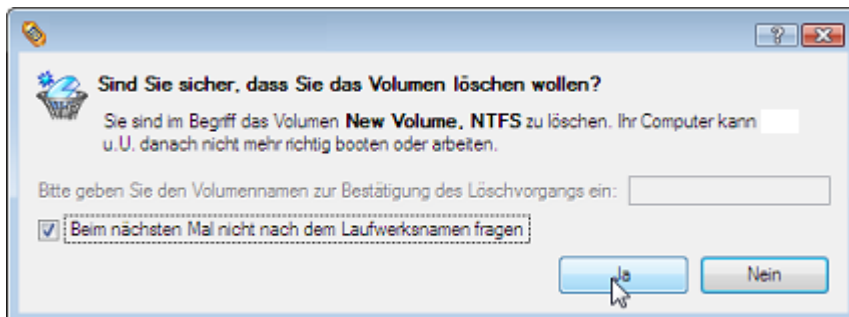 Sind Sie sicher, dass Sie das Volumen löschen wollen?
Sie sind im Begriff das Volumen New Volume, NTFS zu löschen. Ihr Computer kann
u.U. danach nicht mehr richtig booten oder arbeiten.
Bitte geben Sie den Volumennamen zur Bestätigung des Löschvorgangs ein:
Beim nächsten Mal nicht nach dem Laufwerksnamen fragen
Ja Nein